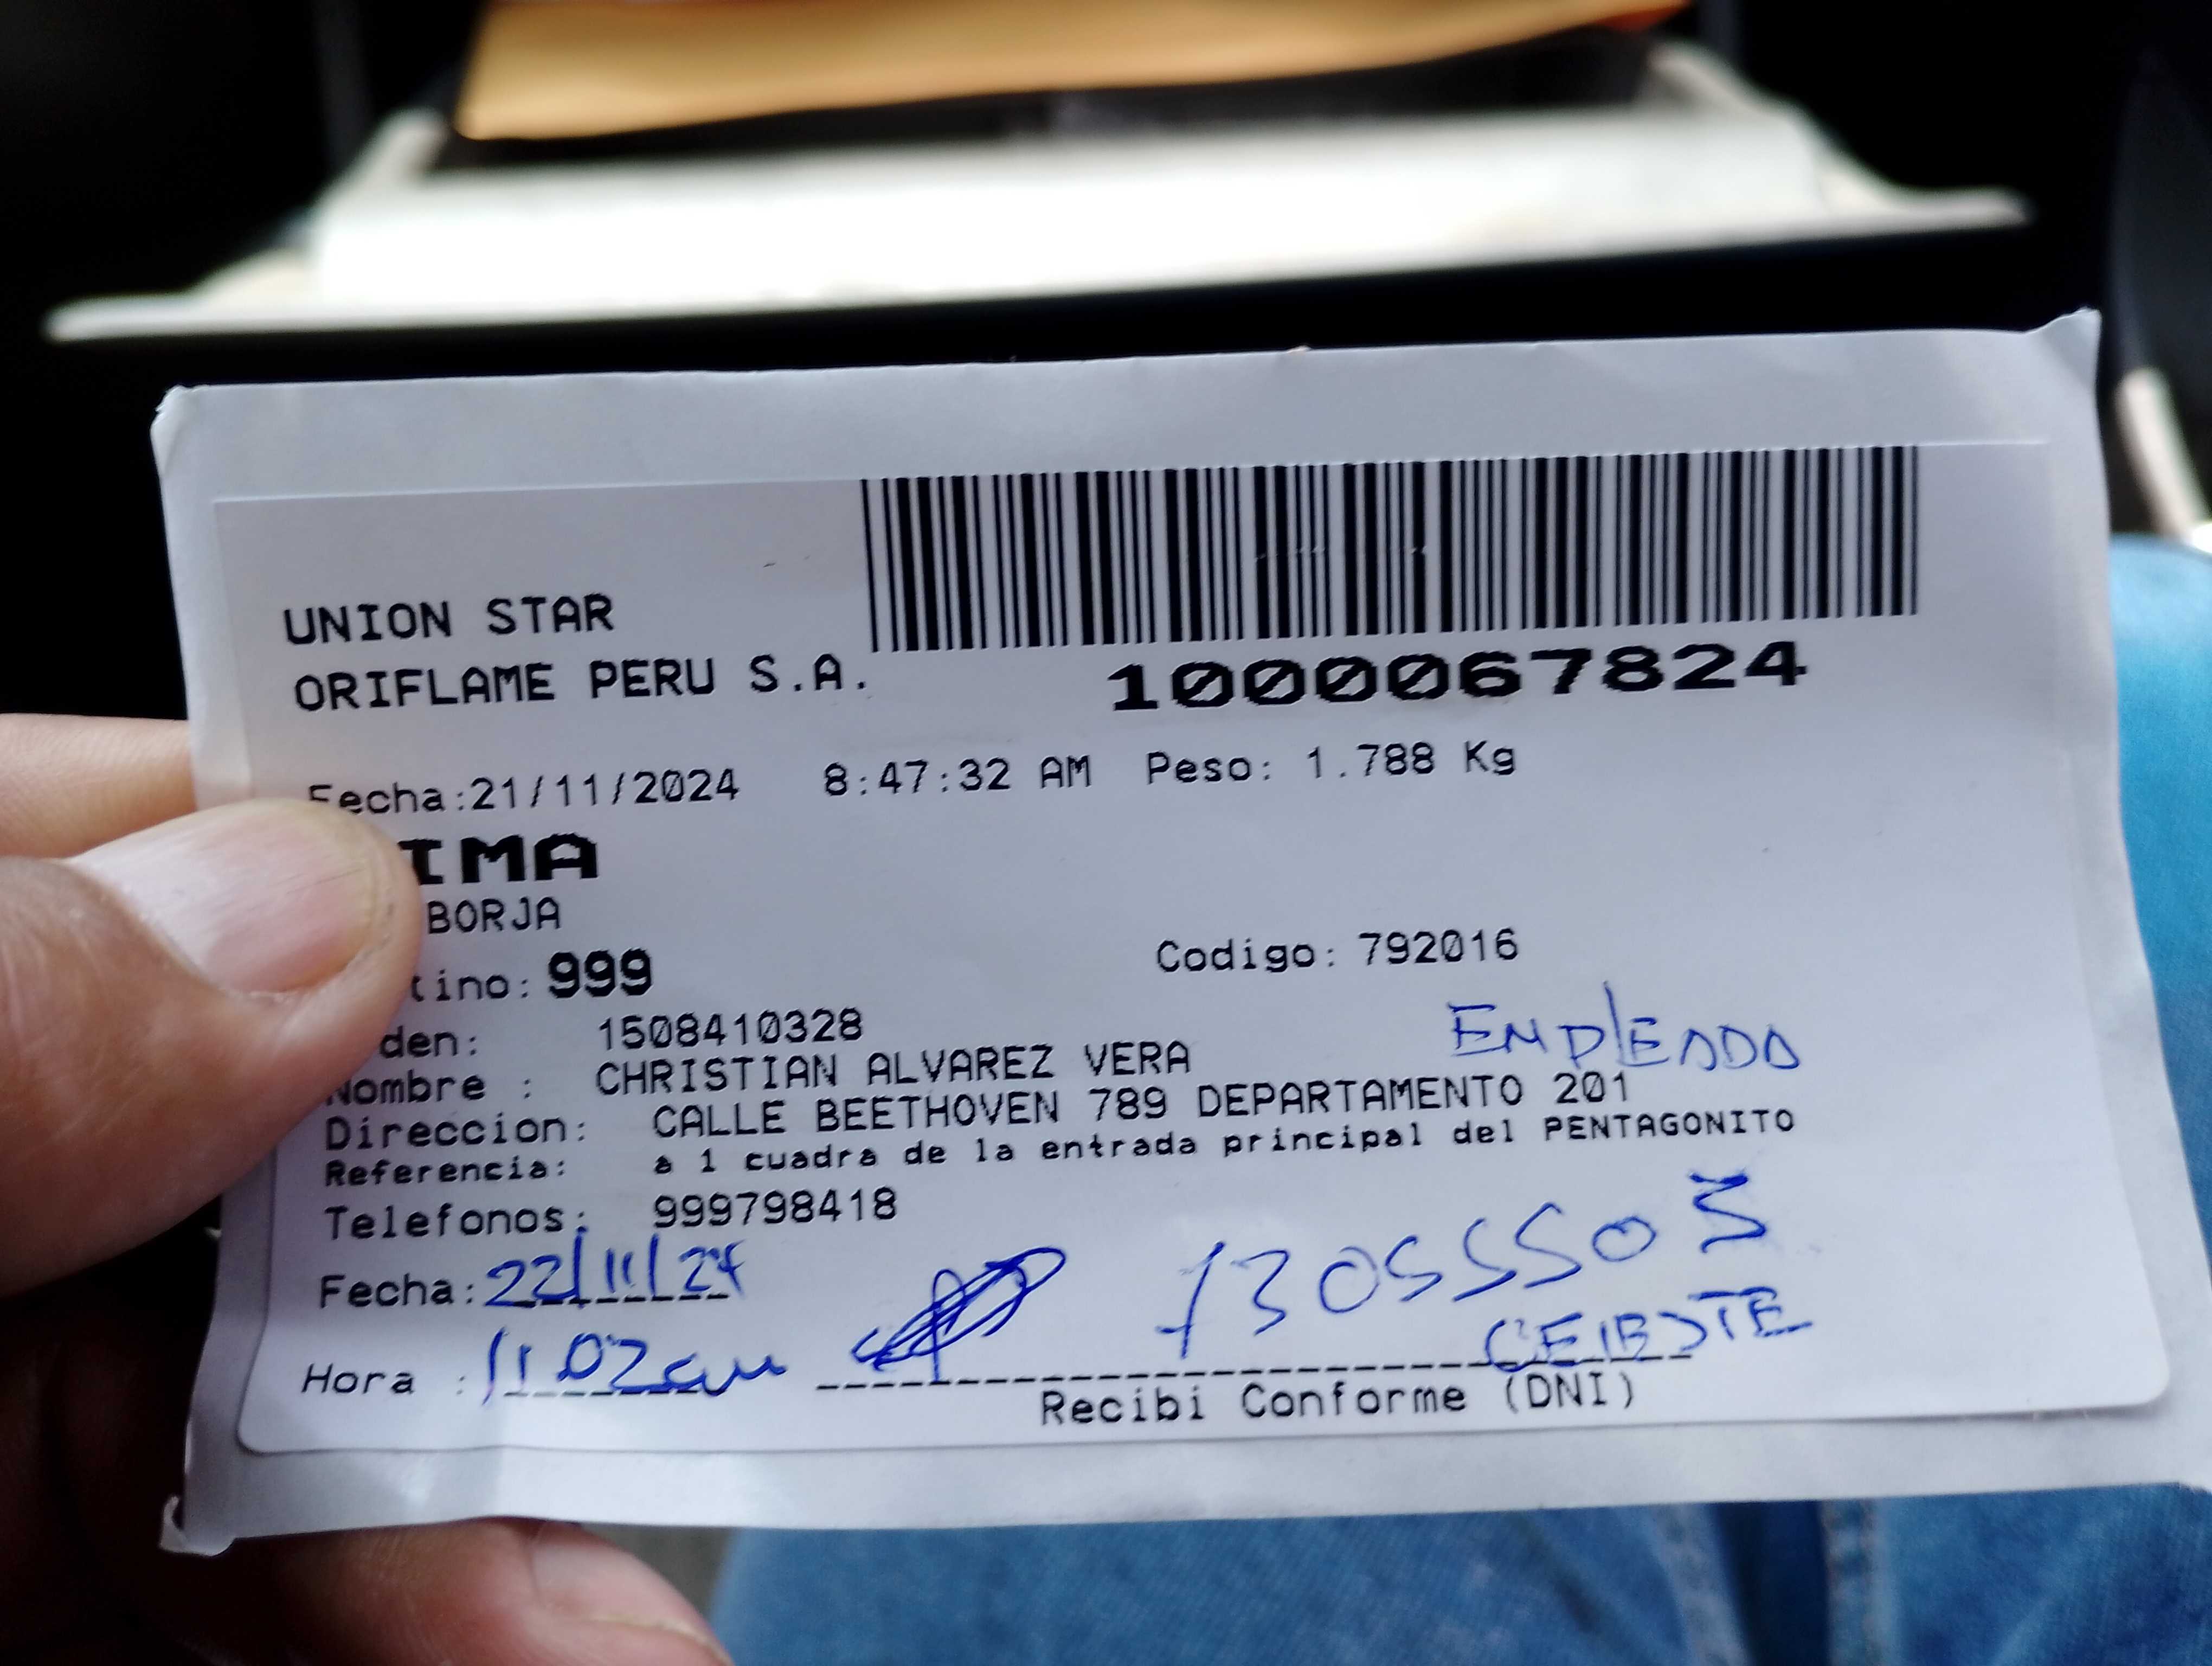 UNION STAR
ORIFLAME PERU S.A.
1000067824
Fecha:21/11/2024 8:47:32 AM Peso: 1.788 Kg
IMA
BORJA
tino: 999 Codigo: 792016
den: 1508410328
EMPLEADO
Nombre : CHRISTIAN ALVAREZ VERA
Direccion: CALLE BEETHOVEN 789 DEPARTAMENTO 201
Referencia: a 1 cuadra de la entrada principal del PENTAGONITO
Telefonos: 999798418
Fecha: 22/11/24
Hora : 11:02am
Recibi Conforme (DNI)